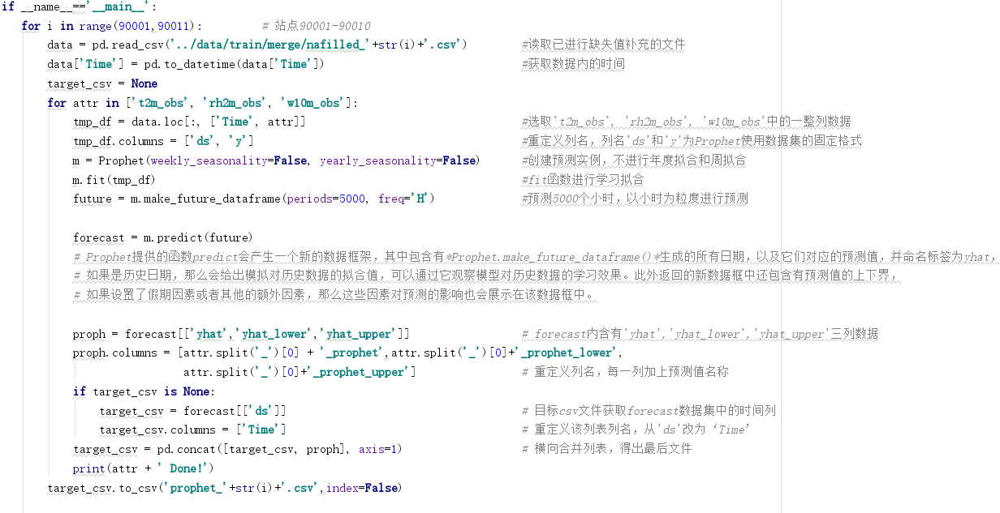 if __name__=='__main__':
    for i in range(90001,90011):         # 站点90001-90010
        data = pd.read_csv('../data/train/merge/nafilled_'+str(i)+'.csv')        #读取已进行缺失值补充的文件
        data['Time'] = pd.to_datetime(data['Time'])        #获取数据内的时间
        target_csv = None
        for attr in ['t2m_obs', 'rh2m_obs', 'w10m_obs']:
            tmp_df = data.loc[:, ['Time', attr]]        #选取't2m_obs', 'rh2m_obs', 'w10m_obs'中的一整列数据
            tmp_df.columns = ['ds', 'y']        #重定义列名，列名'ds'和'y'为Prophet使用数据集的固定格式
            m = Prophet(weekly_seasonality=False, yearly_seasonality=False)        #创建预测实例，不进行年度拟合和周拟合
            m.fit(tmp_df)        #fit函数进行学习拟合
            future = m.make_future_dataframe(periods=5000, freq='H')        #预测5000个小时，以小时为粒度进行预测
            forecast = m.predict(future)
            # Prophet提供的函数predict会产生一个新的数据框架，其中包含有*Prophet.make_future_dataframe()*生成的所有日期，以及它们对应的预测值，并命名标签为yhat，
            # 如果是历史日期，那么会给出模拟对历史数据的拟合值，可以通过它观察模型对历史数据的学习效果。此外返回的新数据框中还包含有预测值的上下界，
            # 如果设置了假期因素或者其他的额外因素，那么这些因素对预测的影响也会展示在该数据框中。
            proph = forecast[['yhat','yhat_lower','yhat_upper']]        # forecast内含有'yhat','yhat_lower','yhat_upper'三列数据
            proph.columns = [attr.split('_')[0] + '_prophet',attr.split('_')[0]+'_prophet_lower',
                             attr.split('_')[0]+'_prophet_upper']        # 重定义列名，每一列加上预测值名称
            if target_csv is None:
                target_csv = forecast[['ds']]        # 目标csv文件获取forecast数据集中的时间列
                target_csv.columns = ['Time']        # 重定义该列表列名，从'ds'改为‘Time’
            target_csv = pd.concat([target_csv, proph], axis=1)        # 横向合并列表，得出最后文件
            print(attr + ' Done!')
        target_csv.to_csv('prophet_'+str(i)+'.csv',index=False)